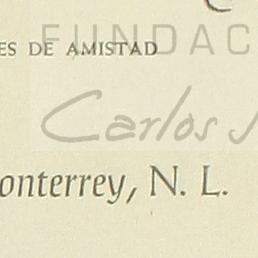 FUNDAC
ES DE AMISTAD
Carlos J
onterrey, N. L.